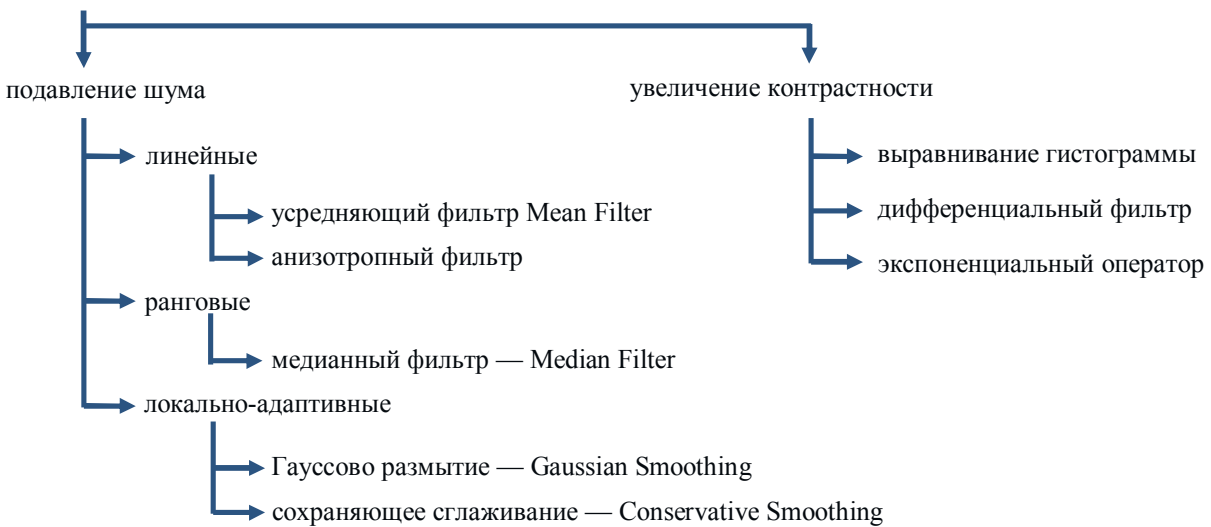 подавление шума
линейные
усредняющий фильтр Mean Filter
анизотропный фильтр
ранговые
медианный фильтр — Median Filter
локально-адаптивные
Гауссово размытие — Gaussian Smoothing
сохраняющее сглаживание — Conservative Smoothing
увеличение контрастности
выравнивание гистограммы
дифференциальный фильтр
экспоненциальный оператор